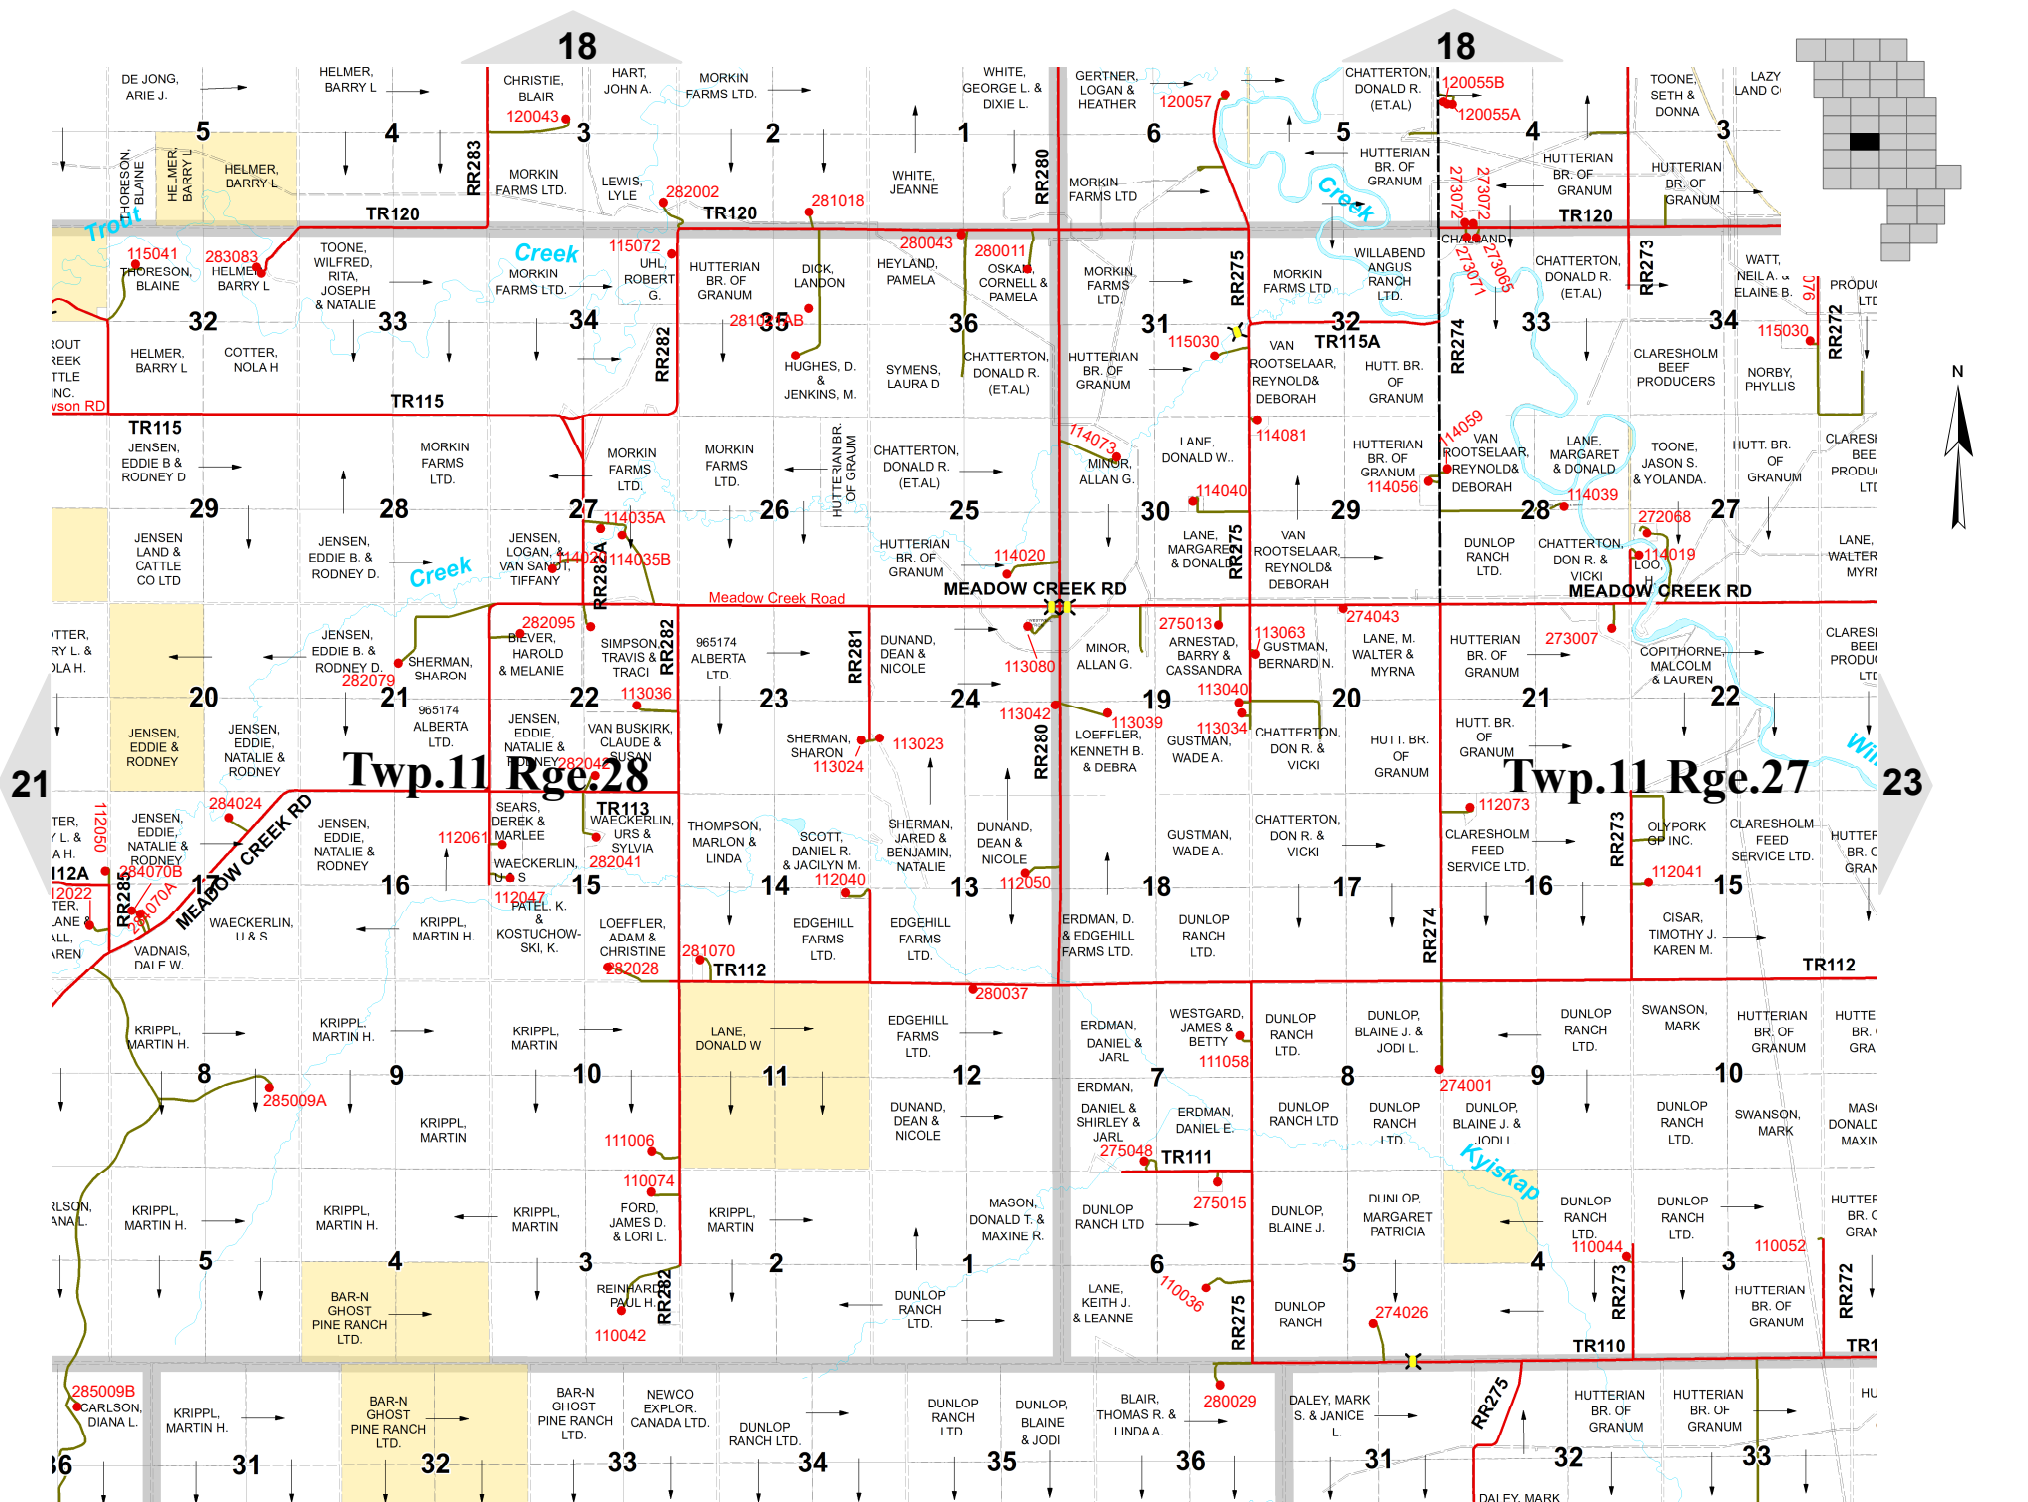 18
18
DE JONG,
ARIE J.
HELMER,
BARRY L
CHRISTIE,
BLAIR
120043
HART,
JOHN A.
MORKIN
FARMS LTD.
WHITE,
GEORGE L. &
DIXIE L.
GERTNER,
LOGAN &
HEATHER
120057
CHATTERTON,
DONALD R.
(ET.AL)
120055B
120055A
TOONE,
SETH &
DONNA
LAZY
5
4
3
2
1
6
5
4
3
THORESON,
BLAINE
HELMER,
BARRY L
HELMER,
BARRY L
RR283
MORKIN
FARMS LTD.
LEWIS,
LYLE
282002
281018
WHITE,
JEANNE
RR280
MORKIN
FARMS LTD
Creek
HUTTERIAN
BR. OF
GRANUM
273072
273072
HUTTERIAN
BR. OF
GRANUM
HUTTERIAN
BR. OF
GRANUM
Trout
TR120
TR120
TR120
115041
THORESON,
BLAINE
283083
HELMER,
BARRY L
TOONE,
WILFRED,
RITA,
JOSEPH
& NATALIE
Creek
MORKIN
FARMS LTD.
115072
UHL,
ROBERT
G.
HUTTERIAN
BR. OF
GRANUM
DICK,
LANDON
280043
HEYLAND,
PAMELA
280011
CORNELL &
PAMELA
MORKIN
FARMS
LTD.
RR275
MORKIN
FARMS LTD
WILLABEND
ANGUS
RANCH
LTD.
273071
273065
CHATTERTON,
DONALD R.
(ET.AL)
RR273
WATT,
NEIL A. &
ELAINE B.
RR272
32
33
34
35
36
31
32
33
34
115030
TR115A
RR274
115030
HELMER,
BARRY L
COTTER,
NOLA H
RR282
HUGHES, D.
&
JENKINS, M.
SYMENS,
LAURA D
CHATTERTON,
DONALD R.
(ET.AL)
HUTTERIAN
BR. OF
GRANUM
VAN
ROOTSELAAR,
REYNOLD&
DEBORAH
HUTT. BR.
OF
GRANUM
CLARESHOLM
BEEF
PRODUCERS
NORBY,
PHYLLIS
TR115
TR115
JENSEN,
EDDIE B &
RODNEY D
MORKIN
FARMS
LTD.
MORKIN
FARMS
LTD.
MORKIN
FARMS
LTD.
CHATTERTON,
DONALD R.
(ET.AL)
114073
MINOR,
ALLAN G.
LANE,
DONALD W..
114081
HUTTERIAN
BR. OF
GRANUM
114056
114059
VAN
ROOTSELAAR,
REYNOLD&
DEBORAH
LANE,
MARGARET
& DONALD
114039
TOONE,
JASON S.
& YOLANDA.
HUTT. BR.
OF
GRANUM
114040
29
28
27
26
25
30
29
28
27
114035A
114035B
JENSEN
LAND &
CATTLE
CO LTD
JENSEN,
EDDIE B. &
RODNEY D.
Creek
JENSEN,
LOGAN, &
VAN SANDT,
TIFFANY
RR282A
HUTTERIAN
BR. OF
GRANUM
114020
LANE,
MARGARET
& DONALD
RR275
VAN
ROOTSELAAR,
REYNOLD&
DEBORAH
DUNLOP
RANCH
LTD.
CHATTERTON,
DON R. &
VICKI
272068
114019
LOO,
H.
Meadow Creek Road
MEADOW CREEK RD
MEADOW CREEK RD
JENSEN,
EDDIE B. &
RODNEY D.
282079
SHERMAN,
SHARON
282095
BIEVER,
HAROLD
& MELANIE
SIMPSON,
TRAVIS &
TRACI
RR282
965174
ALBERTA
LTD.
RR281
DUNAND,
DEAN &
NICOLE
113080
MINOR,
ALLAN G.
275013
ARNESTAD,
BARRY &
CASSANDRA
113063
GUSTMAN,
BERNARD N.
274043
LANE, M.
WALTER &
MYRNA
HUTTERIAN
BR. OF
GRANUM
273007
COPITHORNE,
MALCOLM
& LAUREN
20
21
22
23
24
19
20
21
22
113036
113042
113039
113040
113034
JENSEN,
EDDIE &
RODNEY
JENSEN,
EDDIE,
NATALIE &
RODNEY
965174
ALBERTA
LTD.
JENSEN,
EDDIE,
NATALIE &
RODNEY
VAN BUSKIRK,
CLAUDE &
SUSAN
282042
SHERMAN,
SHARON
113024
113023
RR280
LOEFFLER,
KENNETH B.
& DEBRA
GUSTMAN,
WADE A.
CHATTERTON,
DON R. &
VICKI
HUTT. BR.
OF
GRANUM
HUTT. BR.
OF
GRANUM
21
Twp.11 Rge.28
Twp.11 Rge.27
23
284024
MEADOW CREEK RD
112050
JENSEN,
EDDIE,
NATALIE &
RODNEY
284070B
284070A
JENSEN,
EDDIE,
NATALIE &
RODNEY
112061
SEARS,
DEREK &
MARLEE
WAECKERLIN,
U & S
112047
TR113
WAECKERLIN,
URS &
SYLVIA
282041
THOMPSON,
MARLON &
LINDA
SCOTT,
DANIEL R.
& JACILYN M.
112040
SHERMAN,
JARED &
BENJAMIN,
NATALIE
DUNAND,
DEAN &
NICOLE
112050
GUSTMAN,
WADE A.
CHATTERTON,
DON R. &
VICKI
112073
CLARESHOLM
FEED
SERVICE LTD.
RR273
OLYPORK
GP INC.
112041
CLARESHOLM
FEED
SERVICE LTD.
17
16
15
14
13
18
17
16
15
RR285
VADNAIS,
DALE W.
WAECKERLIN,
U & S
KRIPPL,
MARTIN H.
PATEL. K.
&
KOSTUCHOW-
SKI, K.
LOEFFLER,
ADAM &
CHRISTINE
282028
281070
TR112
EDGEHILL
FARMS
LTD.
EDGEHILL
FARMS
LTD.
ERDMAN, D.
& EDGEHILL
FARMS LTD.
DUNLOP
RANCH
LTD.
RR274
CISAR,
TIMOTHY J.
KAREN M.
TR112
280037
KRIPPL,
MARTIN H.
KRIPPL,
MARTIN H.
KRIPPL,
MARTIN
LANE,
DONALD W
EDGEHILL
FARMS
LTD.
ERDMAN,
DANIEL &
JARL
WESTGARD,
JAMES &
BETTY
111058
DUNLOP
RANCH
LTD.
DUNLOP,
BLAINE J. &
JODI L.
274001
DUNLOP
RANCH
LTD.
SWANSON,
MARK
HUTTERIAN
BR. OF
GRANUM
8
9
10
11
12
7
8
9
10
285009A
KRIPPL,
MARTIN
111006
DUNAND,
DEAN &
NICOLE
ERDMAN,
DANIEL &
SHIRLEY &
JARL
275048
TR111
ERDMAN,
DANIEL E.
DUNLOP
RANCH LTD
DUNLOP
RANCH
LTD.
DUNLOP,
BLAINE J. &
JODI L
Kyiskap
DUNLOP
RANCH
LTD.
SWANSON,
MARK
110074
275015
KRIPPL,
MARTIN H.
KRIPPL,
MARTIN H.
KRIPPL,
MARTIN
FORD,
JAMES D.
& LORI L.
KRIPPL,
MARTIN
MASON,
DONALD T. &
MAXINE R.
DUNLOP
RANCH LTD
DUNLOP,
BLAINE J.
DUNLOP,
MARGARET
PATRICIA
DUNLOP
RANCH
LTD.
110044
DUNLOP
RANCH
LTD.
110052
5
4
3
2
1
6
5
4
3
BAR-N
GHOST
PINE RANCH
LTD.
REINHARD,
PAUL H.
110042
RR282
DUNLOP
RANCH
LTD.
LANE,
KEITH J.
& LEANNE
110036
RR275
DUNLOP
RANCH
274026
TR110
RR273
HUTTERIAN
BR. OF
GRANUM
RR272
285009B
CARLSON,
DIANA L.
KRIPPL,
MARTIN H.
BAR-N
GHOST
PINE RANCH
LTD.
BAR-N
GHOST
PINE RANCH
LTD.
NEWCO
EXPLOR.
CANADA LTD.
DUNLOP
RANCH LTD.
DUNLOP
RANCH
LTD
DUNLOP,
BLAINE
& JODI
BLAIR,
THOMAS R. &
LINDA A.
280029
DALEY, MARK
S. & JANICE
L.
RR275
HUTTERIAN
BR. OF
GRANUM
HUTTERIAN
BR. OF
GRANUM
36
31
32
33
34
35
36
31
32
33
DALEY, MARK
N